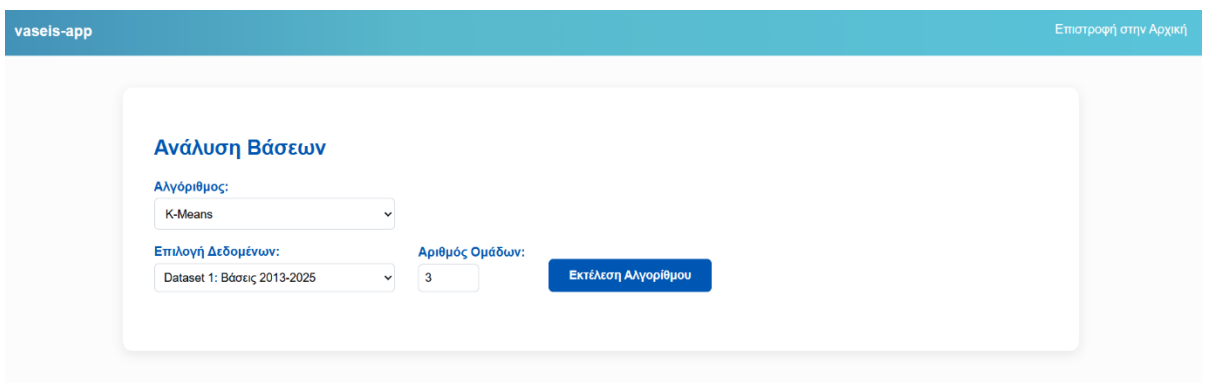 vaseis-app
Επιστροφή στην Αρχική
Ανάλυση Βάσεων
Αλγόριθμος:
K-Means
Επιλογή Δεδομένων:
Αριθμός Ομάδων:
Dataset 1: Βάσεις 2013-2025
3
Εκτέλεση Αλγορίθμου